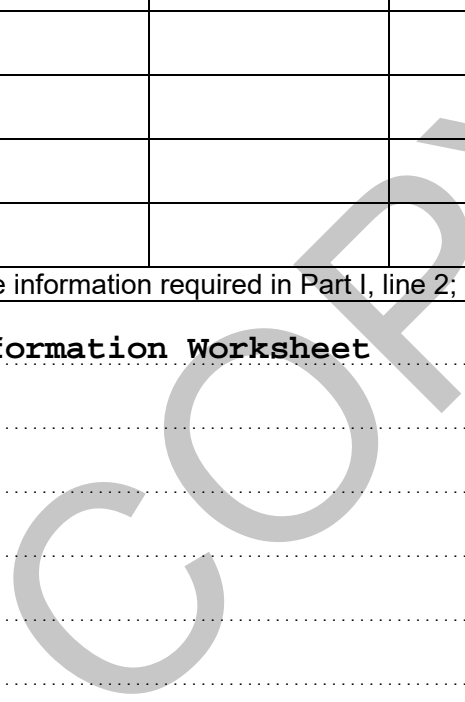 e information required in Part I, line 2;
formation Worksheet
COPY